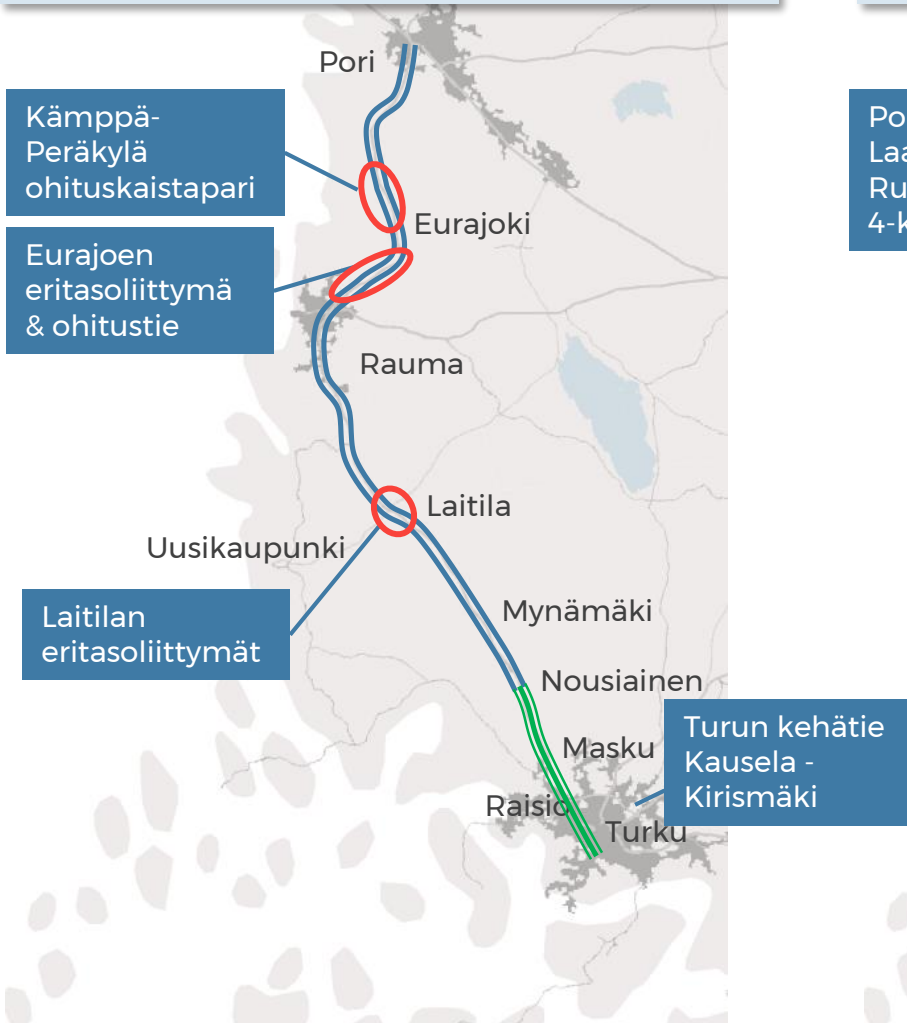 Pori
Kämppä-
Peräkylä
ohituskaistapari
Eurajoki
Eurajoen
eritasoliittymä
& ohitustie
Rauma
Laitila
Uusikaupunki
Laitilan
eritasoliittymät
Mynämäki
Nousiainen
Masku
Turun kehätie
Kausela -
Kirismäki
Raisio
Turku